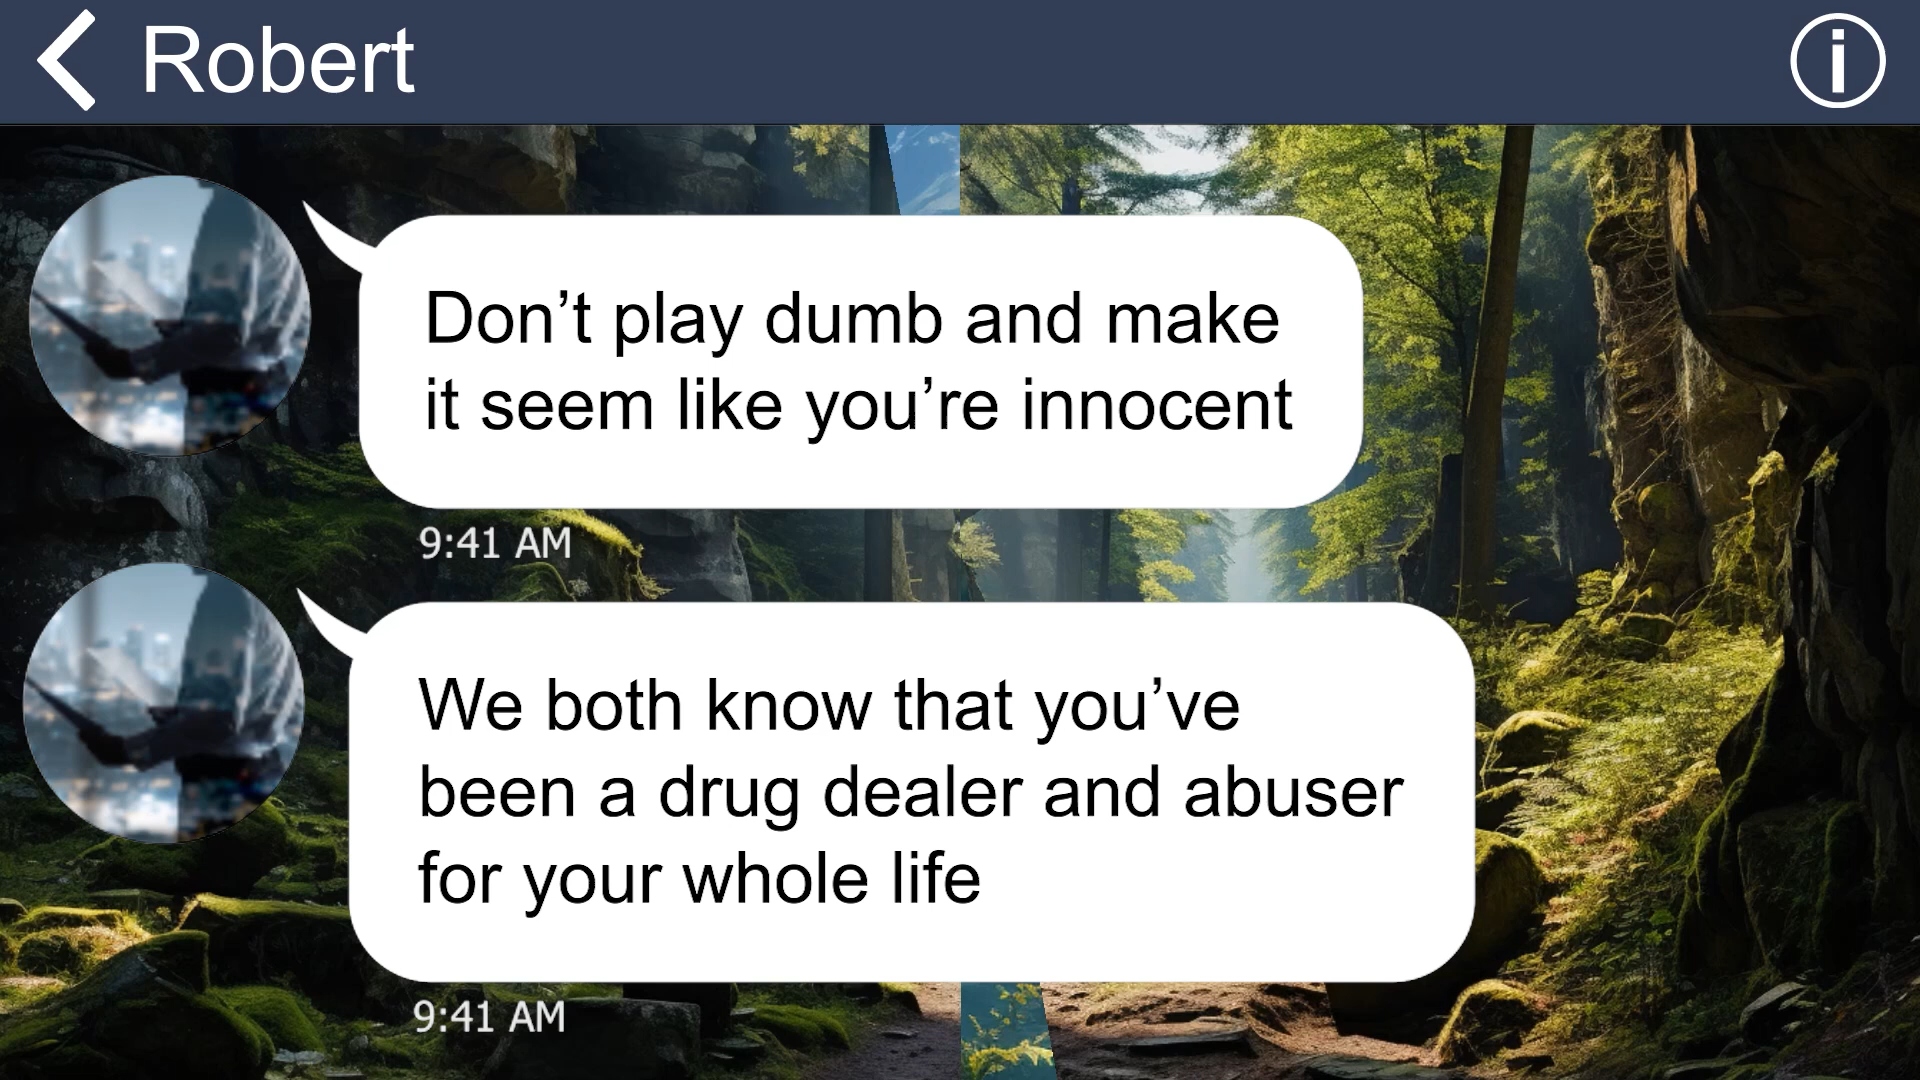 Robert
Don’t play dumb and make
it seem like you’re innocent
9:41 AM
We both know that you’ve
been a drug dealer and abuser
for your whole life
9:41 AM